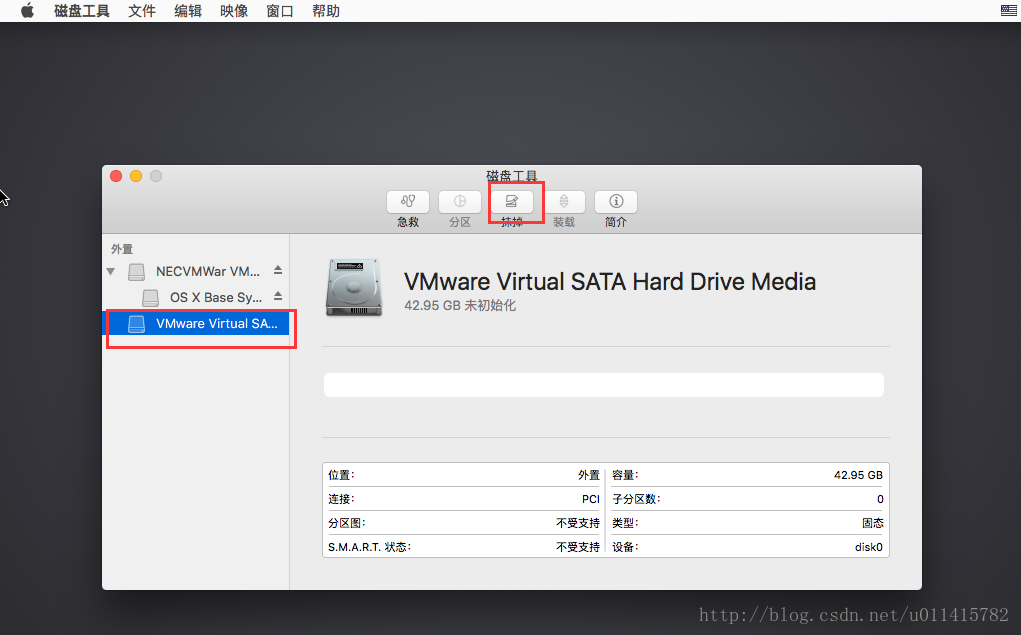 磁盘工具 文件 编辑 映像 窗口 帮助
磁盘工具
急救 分区 抹掉 装载 简介
外置
NECVMWar VM...
OS X Base Sy...
VMware Virtual SA...
VMware Virtual SATA Hard Drive Media
42.95 GB 未初始化
位置： 外置 容量： 42.95 GB
连接： PCI 子分区数： 0
分区图： 不受支持 类型： 固态
S.M.A.R.T. 状态： 不受支持 设备： disk0
http://blog.csdn.net/u011415782